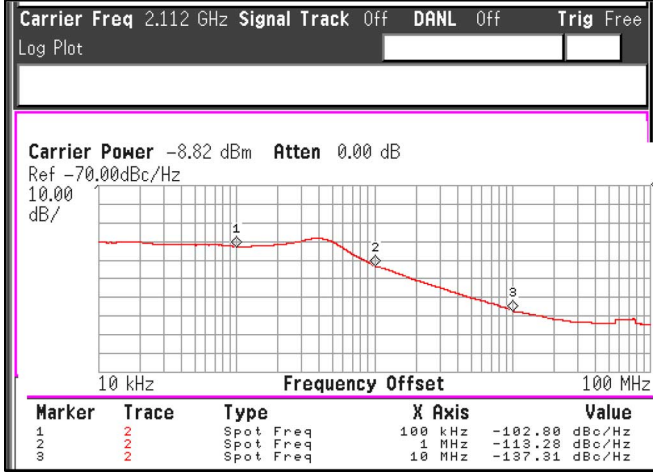 Carrier Freq 2.112 GHz Signal Track Off DANL Off Trig Free
Log Plot
Carrier Power -8.82 dBm Atten 0.00 dB
Ref -70.00dBc/Hz
10.00
dB/
1
2
3
10 kHz Frequency Offset 100 MHz
Marker Trace Type X Axis Value
1 2 Spot Freq 100 kHz -102.80 dBc/Hz
2 2 Spot Freq 1 MHz -113.28 dBc/Hz
3 2 Spot Freq 10 MHz -137.31 dBc/Hz